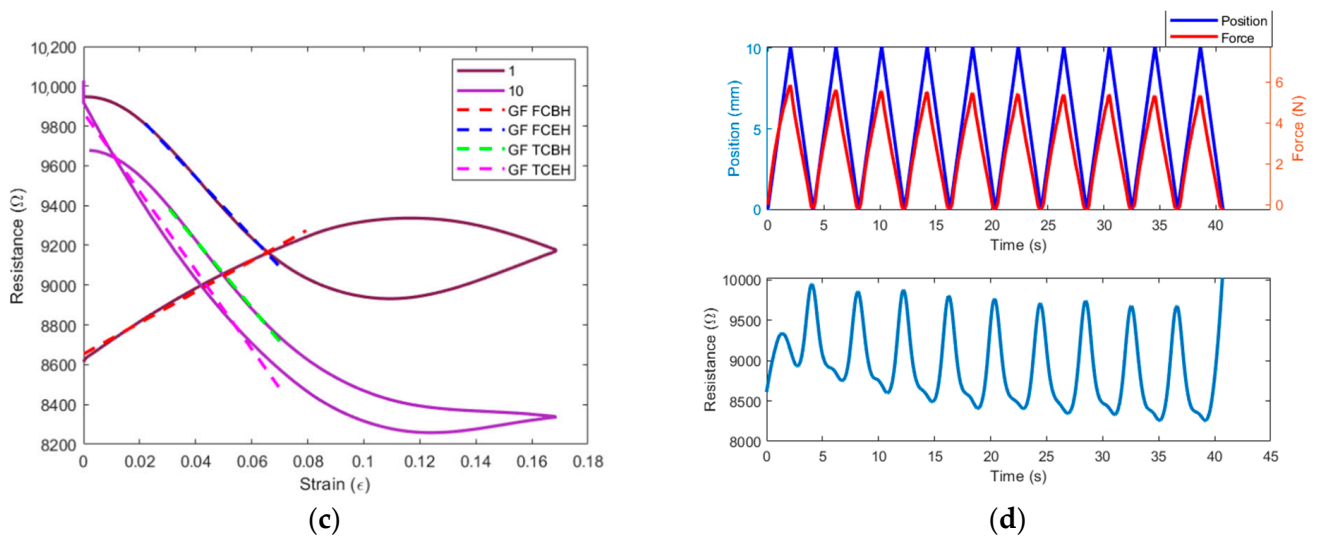 10,200
10,000
9800
9600
9400
9200
9000
8800
8600
8400
8200
Resistance (Ω)
0 0.02 0.04 0.06 0.08 0.1 0.12 0.14 0.16 0.18
Strain (ϵ)
1
10
GF FCBH
GF FCEH
GF TCBH
GF TCEH
(c)
Position
Force
10
5
0
Position (mm)
6
4
2
0
Force (N)
0 5 10 15 20 25 30 35 40
Time (s)
10000
9500
9000
8500
8000
Resistance (Ω)
0 5 10 15 20 25 30 35 40 45
Time (s)
(d)